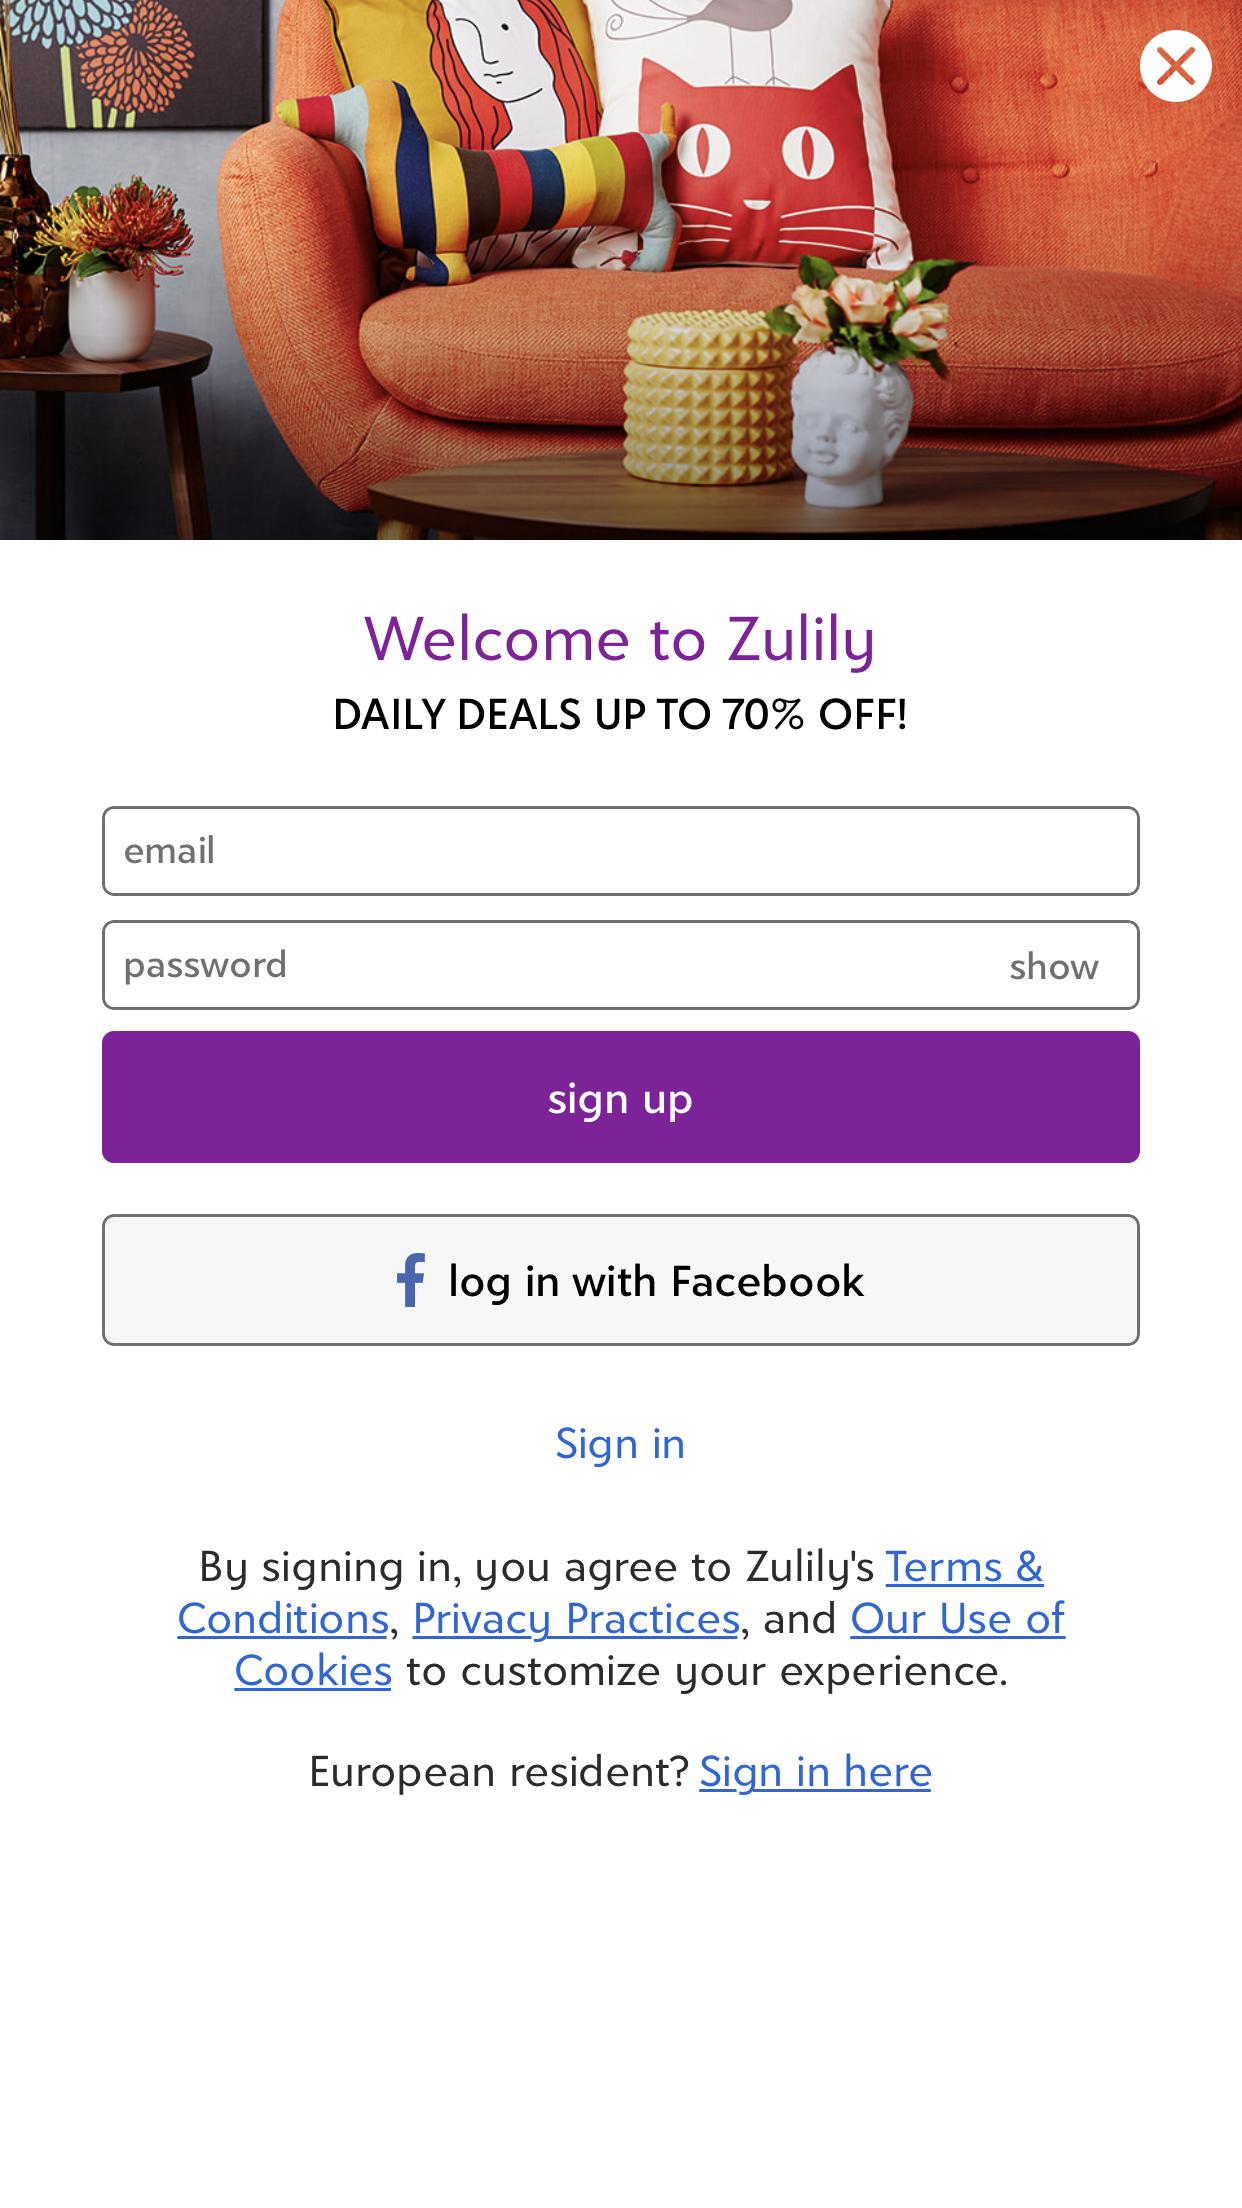 Welcome to Zulily
DAILY DEALS UP TO 70% OFF!
email
password show
sign up
log in with Facebook
Sign in
By signing in, you agree to Zulily's Terms &
Conditions, Privacy Practices, and Our Use of
Cookies to customize your experience.
European resident? Sign in here